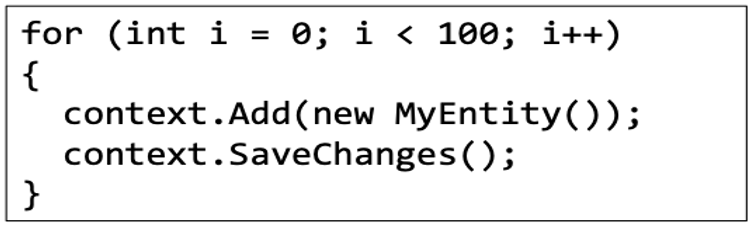 for (int i = 0; i < 100; i++)
{
  context.Add(new MyEntity());
  context.SaveChanges();
}